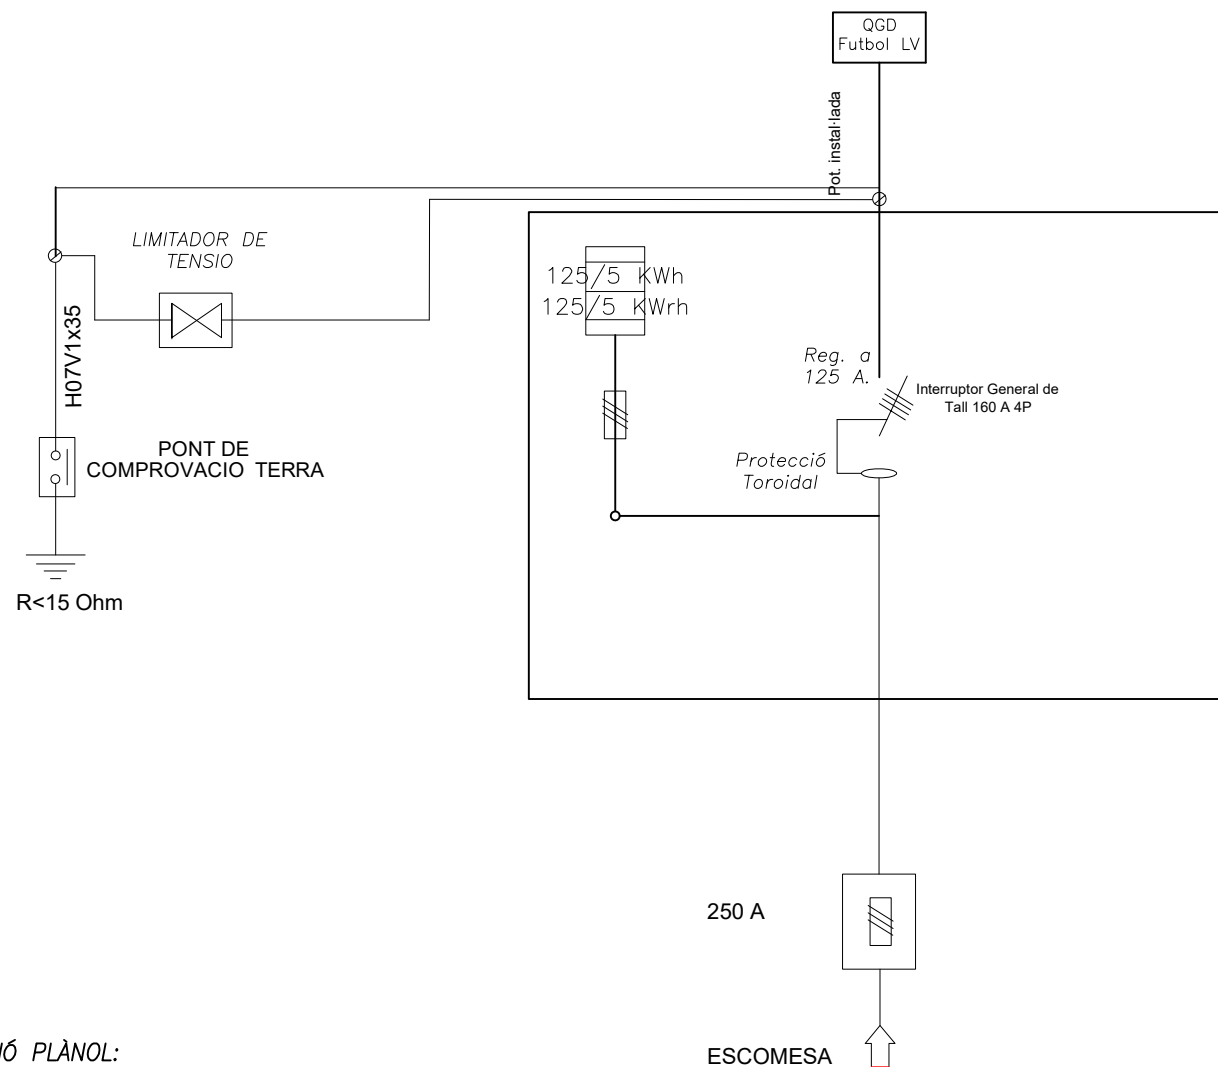 QGD
Futbol LV
Pot. instal·lada
LIMITADOR DE
TENSIO
125/5 KWh
125/5 KWrh
H07V1x35
Reg. a
125 A.
Interruptor General de
Tall 160 A 4P
PONT DE
COMPROVACIO TERRA
Protecció
Toroidal
R<15 Ohm
250 A
PLÀNOL:
ESCOMESA